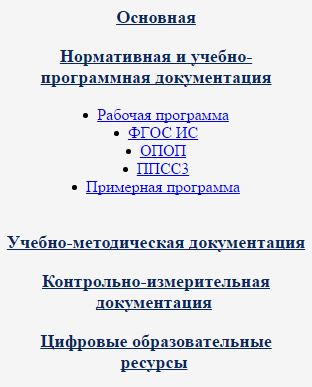 Основная
Нормативная и учебно-
программная документация
Рабочая программа
ФГОС ИС
ОПОП
ППССЗ
Примерная программа
Учебно-методическая документация
Контрольно-измерительная
документация
Цифровые образовательные
ресурсы